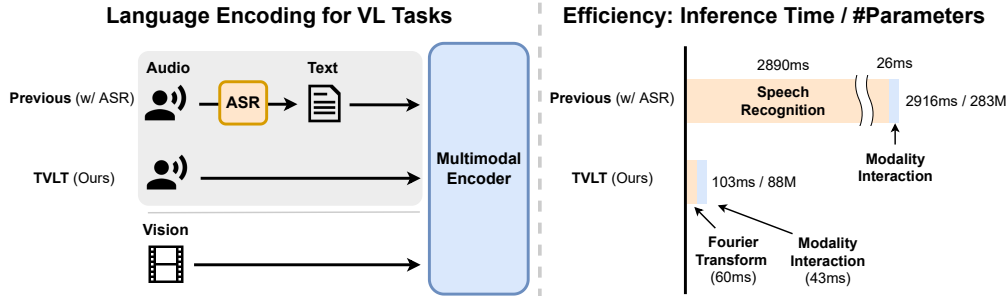 Language Encoding for VL Tasks
Audio
Text
Previous (w/ ASR)
ASR
TVLT (Ours)
Multimodal
Encoder
Vision
Efficiency: Inference Time / #Parameters
2890ms
26ms
Previous (w/ ASR)
Speech
Recognition
2916ms / 283M
Modality
Interaction
TVLT (Ours)
103ms / 88M
Fourier
Transform
(60ms)
Modality
Interaction
(43ms)